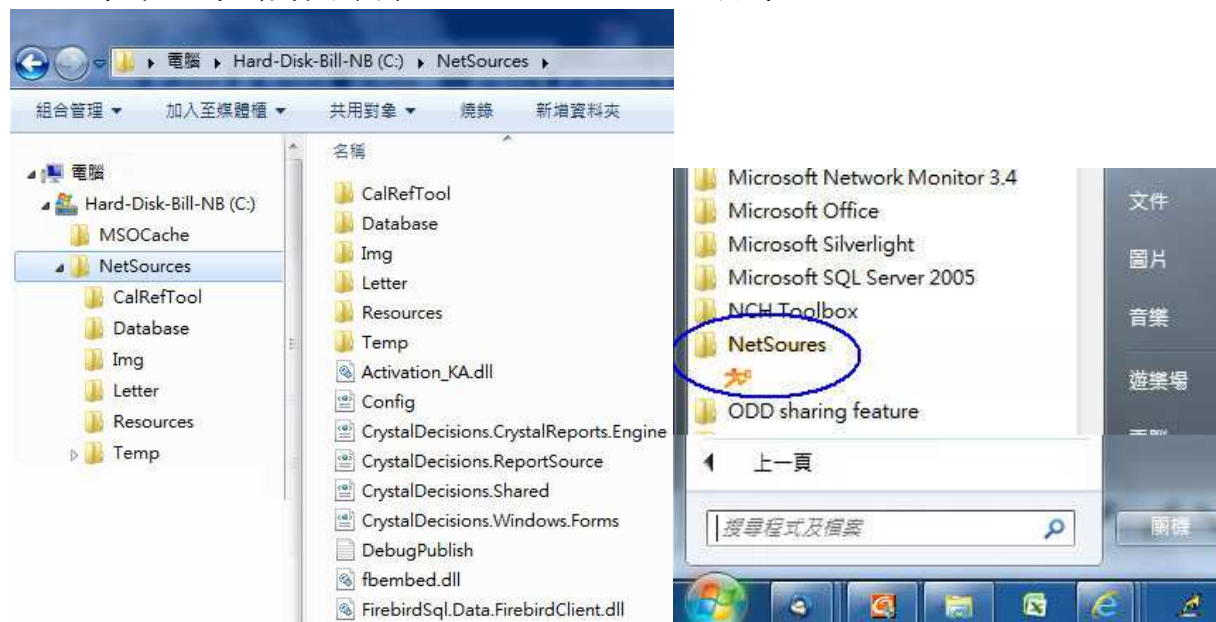 電腦 ▸ Hard-Disk-Bill-NB (C:) ▸ NetSources ▸
組合管理 ▼ 加入至媒體櫃 ▼ 共用對象 ▼ 燒錄 新增資料夾
電腦
Hard-Disk-Bill-NB (C:)
MSOCache
NetSources
CalRefTool
Database
Img
Letter
Resources
Temp
名稱
CalRefTool
Database
Img
Letter
Resources
Temp
Activation_KA.dll
Config
CrystalDecisions.CrystalReports.Engine
CrystalDecisions.ReportSource
CrystalDecisions.Shared
CrystalDecisions.Windows.Forms
DebugPublish
fbembed.dll
FirebirdSql.Data.FirebirdClient.dll
Microsoft Network Monitor 3.4
Microsoft Office
Microsoft Silverlight
Microsoft SQL Server 2005
NCH Toolbox
NetSoures
ODD sharing feature
上一頁
搜尋程式及檔案
文件
圖片
音樂
遊樂場
關機